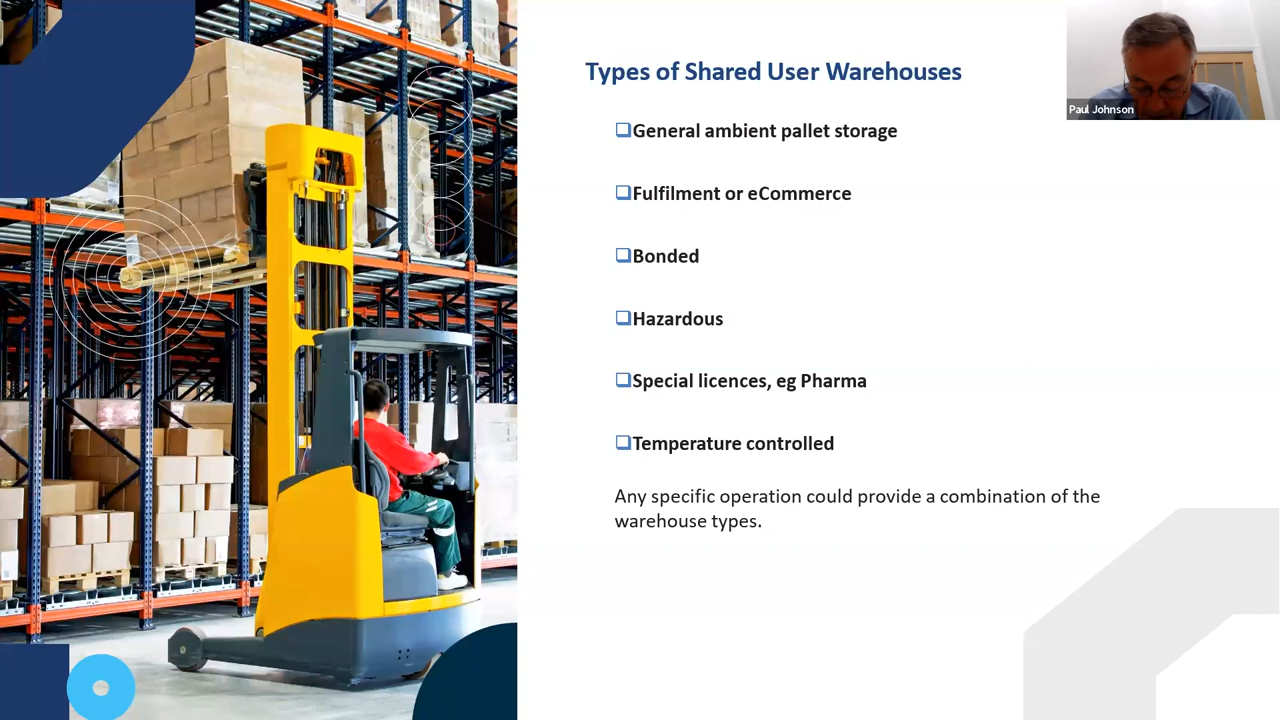 Types of Shared User Warehouses
Paul Johnson
General ambient pallet storage
Fulfilment or eCommerce
Bonded
Hazardous
Special licences, eg Pharma
Temperature controlled
Any specific operation could provide a combination of the
warehouse types.